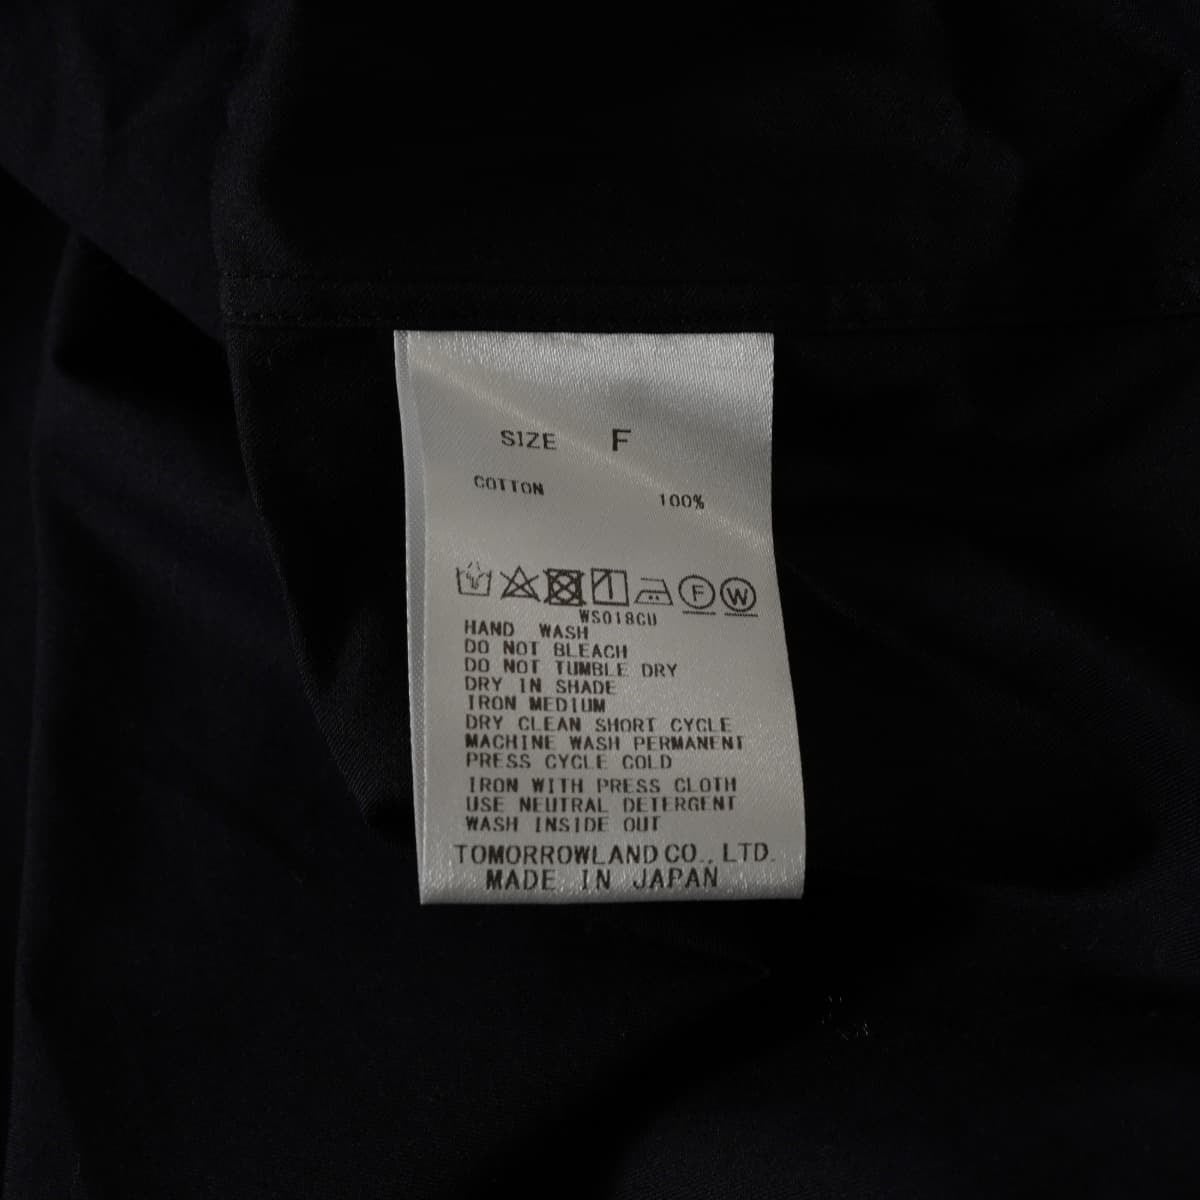 SIZE F
COTTON 100%
F W
WS018CU
HAND WASH
DO NOT BLEACH
DO NOT TUMBLE DRY
DRY IN SHADE
IRON MEDIUM
DRY CLEAN SHORT CYCLE
MACHINE WASH PERMANENT
PRESS CYCLE COLD
IRON WITH PRESS CLOTH
USE NEUTRAL DETERGENT
WASH INSIDE OUT
TOMORROWLAND CO., LTD.
MADE IN JAPAN